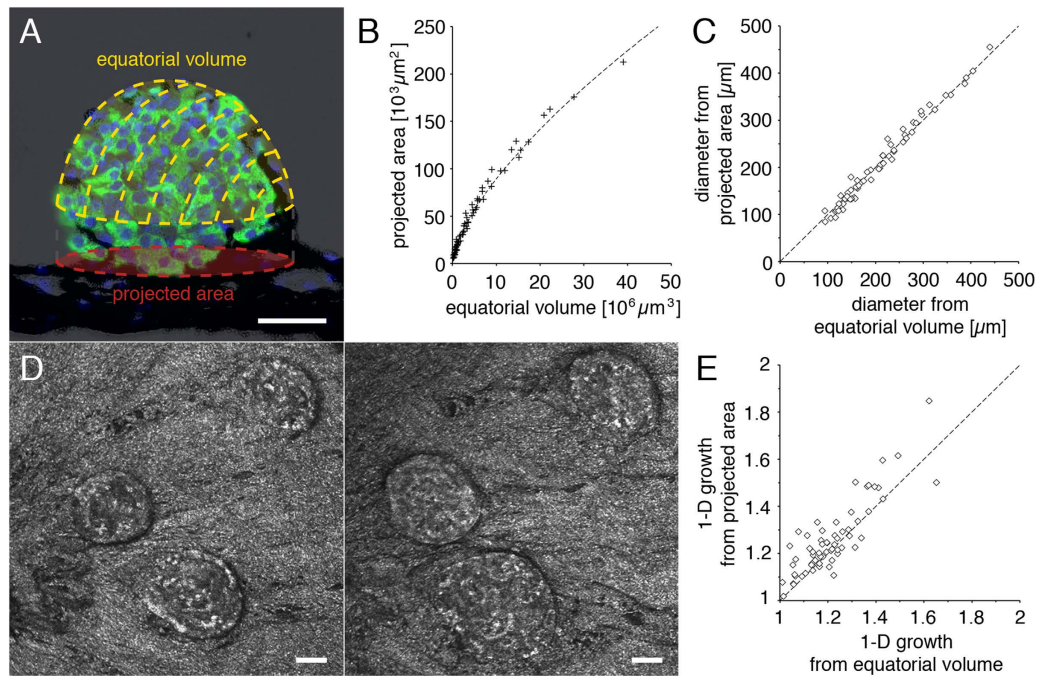 A
equatorial volume
projected area
B
projected area [10³µm²]
250
200
150
100
50
0
0 10 20 30 40 50
equatorial volume [10⁶µm³]
C
diameter from
projected area [µm]
500
400
300
200
100
0
0 100 200 300 400 500
diameter from
equatorial volume [µm]
D
E
1-D growth
from projected area
2
1.8
1.6
1.4
1.2
1
1 1.2 1.4 1.6 1.8 2
1-D growth
from equatorial volume